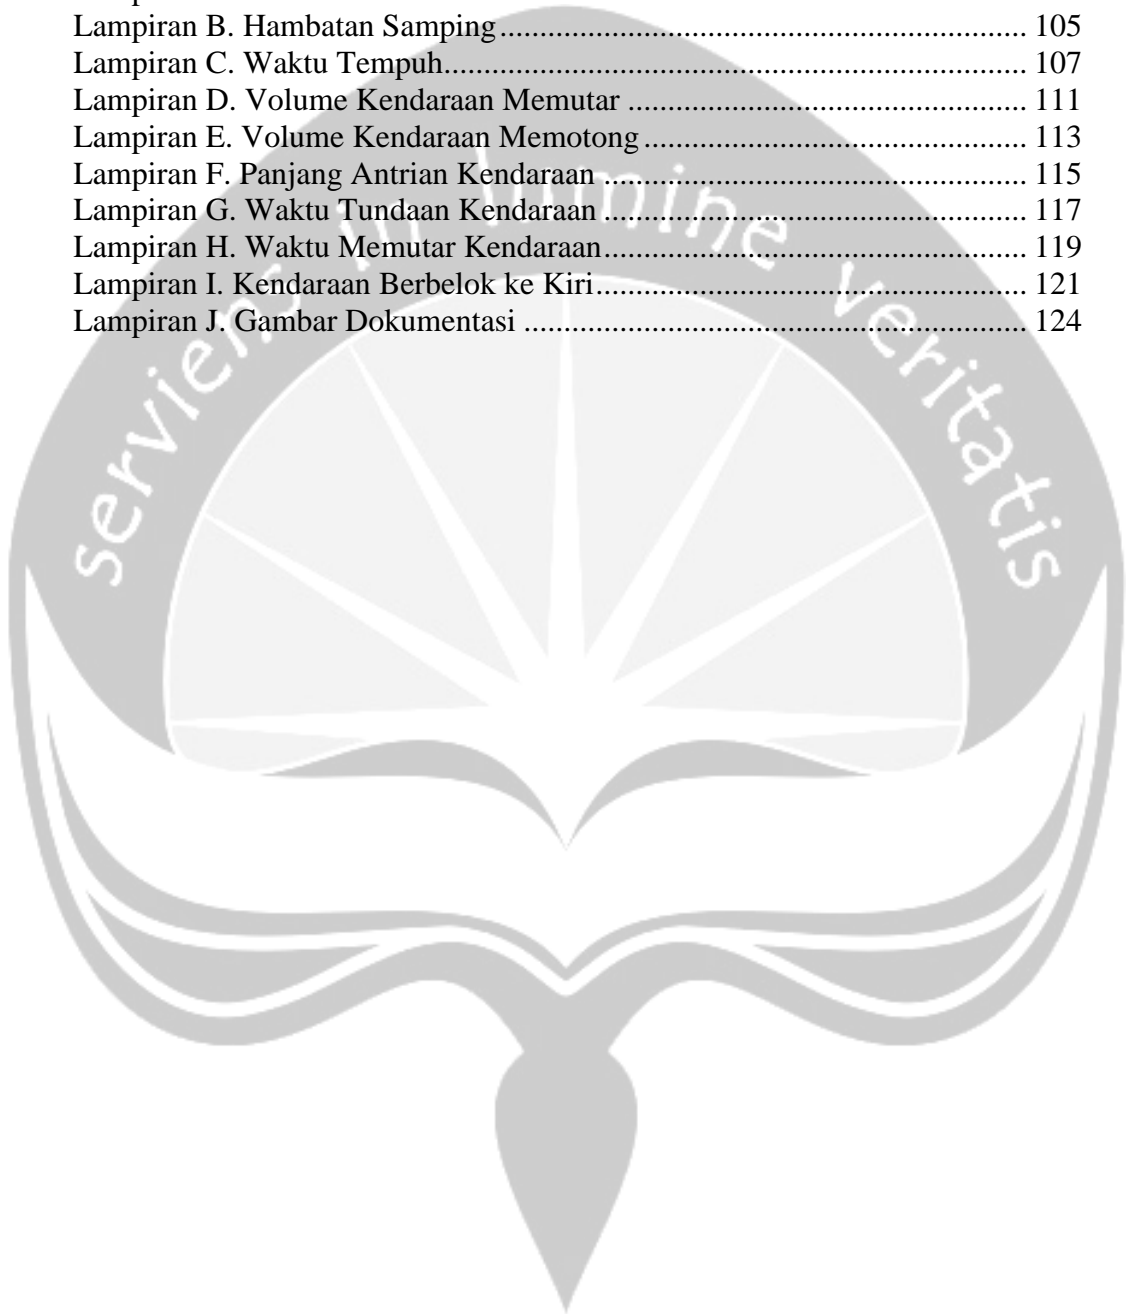 Lampiran B. Hambatan Samping ................................................................ 105
Lampiran C. Waktu Tempuh ....................................................................... 107
Lampiran D. Volume Kendaraan Memutar ................................................ 111
Lampiran E. Volume Kendaraan Memotong .............................................. 113
Lampiran F. Panjang Antrian Kendaraan ................................................... 115
Lampiran G. Waktu Tundaan Kendaraan ................................................... 117
Lampiran H. Waktu Memutar Kendaraan ................................................... 119
Lampiran I. Kendaraan Berbelok ke Kiri .................................................... 121
Lampiran J. Gambar Dokumentasi ............................................................. 124
serviens in lumine veritatis